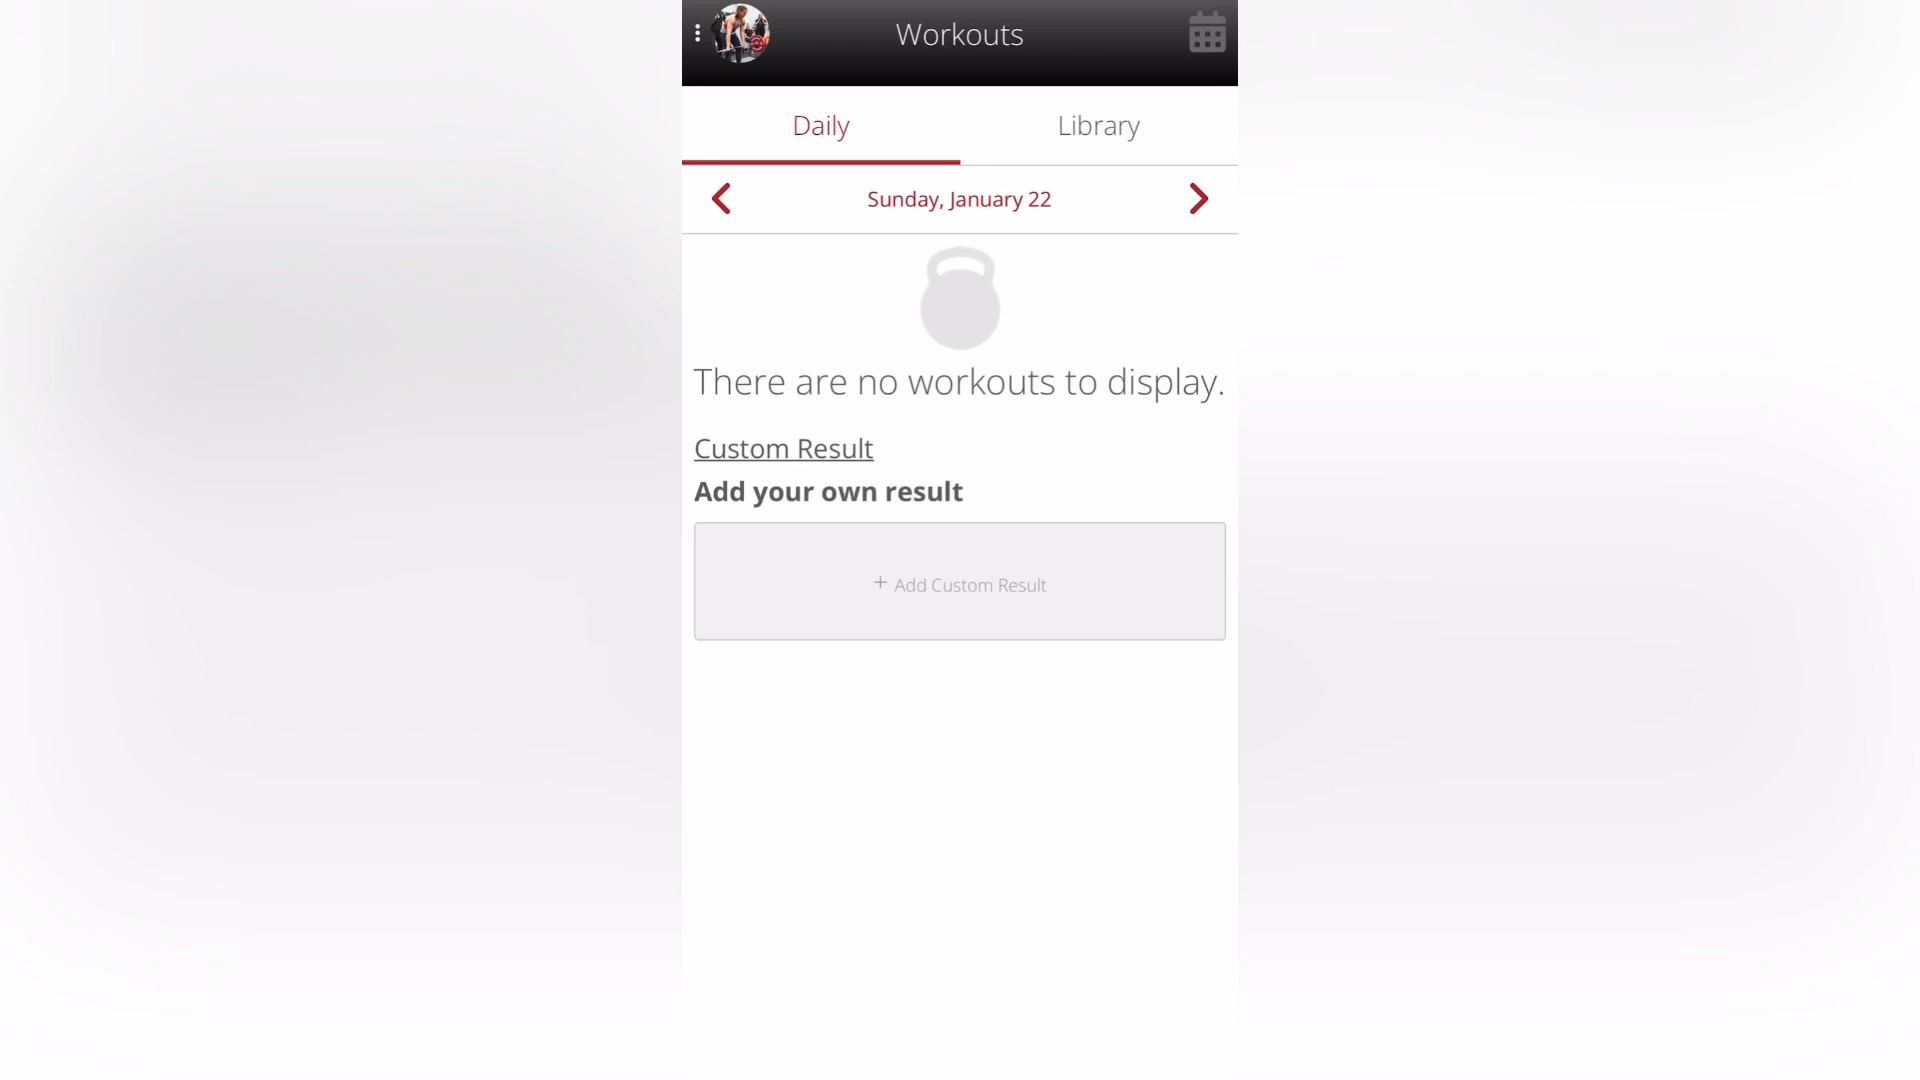 Workouts
Daily
Library
Sunday, January 22
There are no workouts to display.
Custom Result
Add your own result
+ Add Custom Result